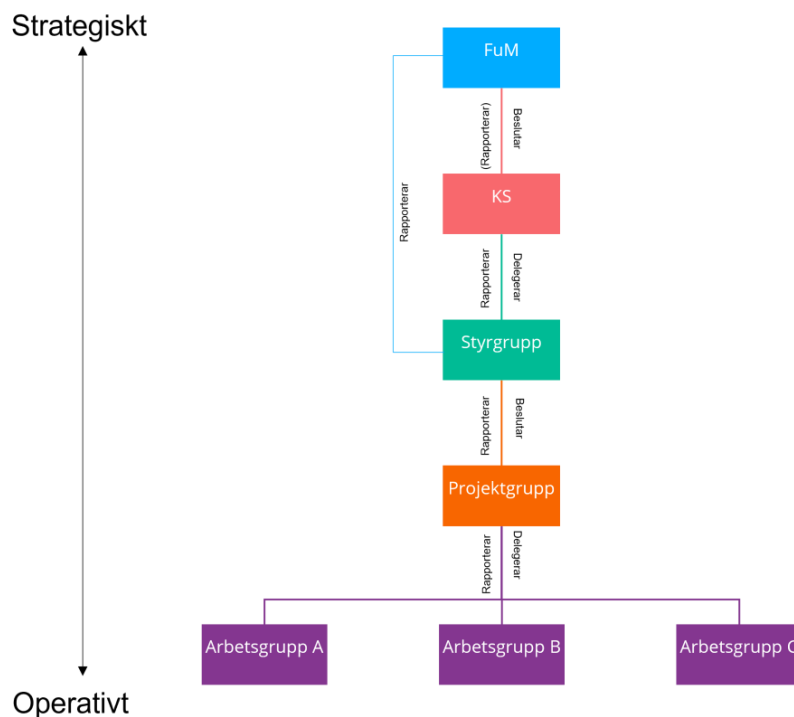 Strategiskt
FuM
(Rapporterar)
Beslutar
Rapporterar
KS
Rapporterar
Delegerar
Styrgrupp
Rapporterar
Beslutar
Projektgrupp
Rapporterar
Delegerar
Arbetsgrupp A
Arbetsgrupp B
Arbetsgrupp C
Operativt